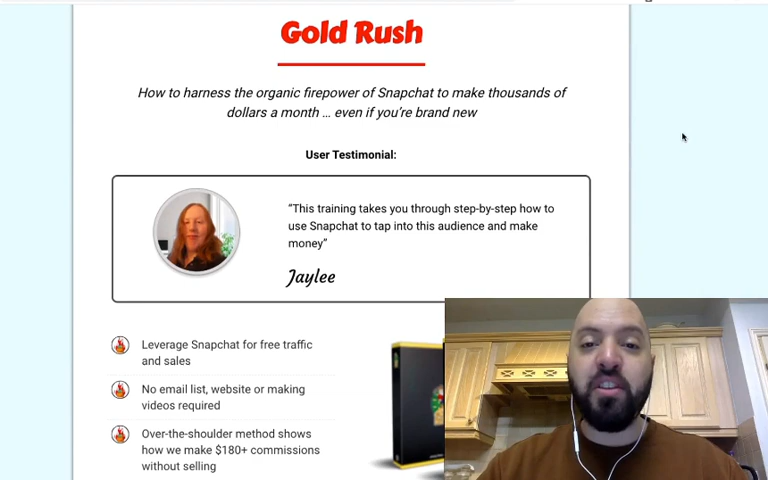 Gold Rush
How to harness the organic firepower of Snapchat to make thousands of
dollars a month ... even if you're brand new
User Testimonial:
“This training takes you through step-by-step how to
use Snapchat to tap into this audience and make
money”
Jaylee
Leverage Snapchat for free traffic
and sales
No email list, website or making
videos required
Over-the-shoulder method shows
how we make $180+ commissions
without selling